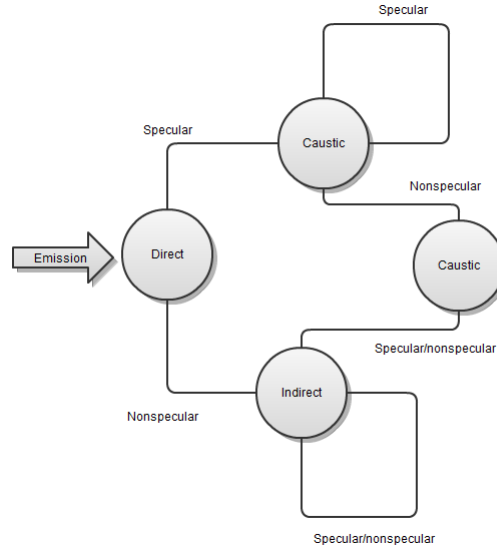 Specular
Specular
Caustic
Nonspecular
Emission
Direct
Caustic
Specular/nonspecular
Indirect
Nonspecular
Specular/nonspecular